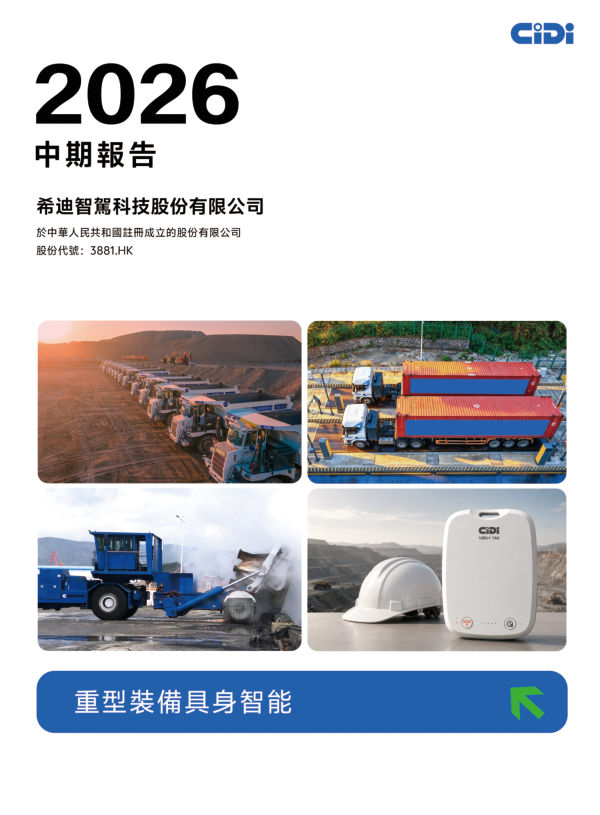 CiDi
2026
中期報告
希迪智駕科技股份有限公司
於中華人民共和國註冊成立的股份有限公司
股份代號：3881.HK
CiDi
重型裝備具身智能